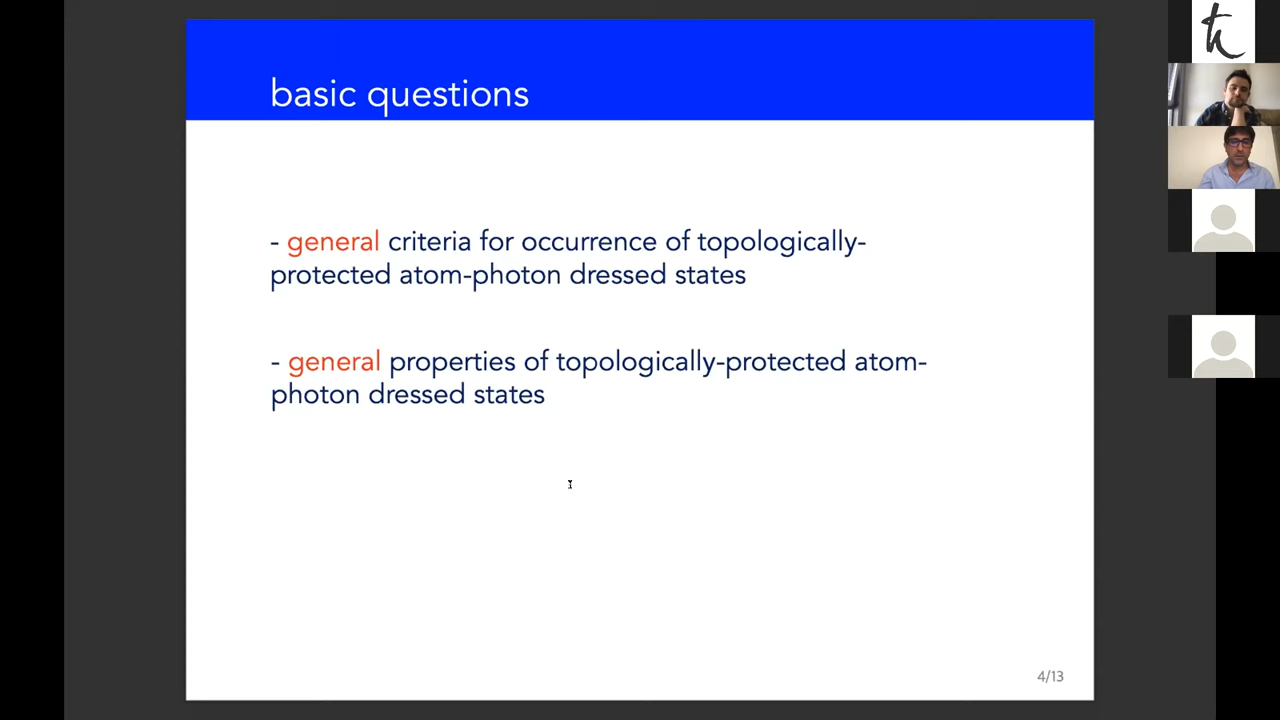 basic questions
- general criteria for occurrence of topologically-
protected atom-photon dressed states
- general properties of topologically-protected atom-
photon dressed states
4/13